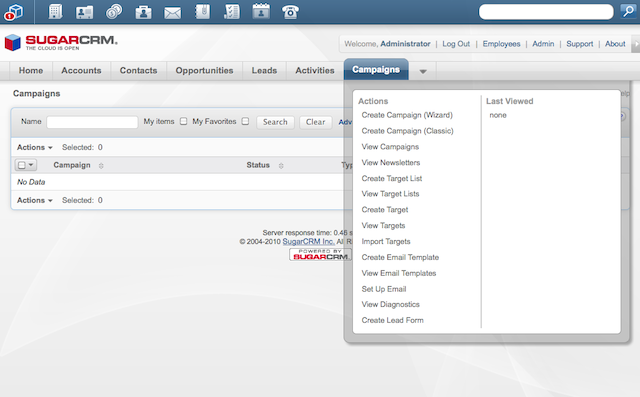 1
SUGARCRM.
THE CLOUD IS OPEN
Welcome, Administrator | Log Out | Employees | Admin | Support | About
Home Accounts Contacts Opportunities Leads Activities Campaigns
Campaigns
Name My items My Favorites Search Clear
Actions Selected: 0
Campaign Status
No Data
Actions Selected: 0
Server response time: 0.46
© 2004-2010 SugarCRM Inc.
POWERED BY
SUGARCRM
Actions
Create Campaign (Wizard)
Create Campaign (Classic)
View Campaigns
View Newsletters
Create Target List
View Target Lists
Create Target
View Targets
Import Targets
Create Email Template
View Email Templates
Set Up Email
View Diagnostics
Create Lead Form
Last Viewed
none